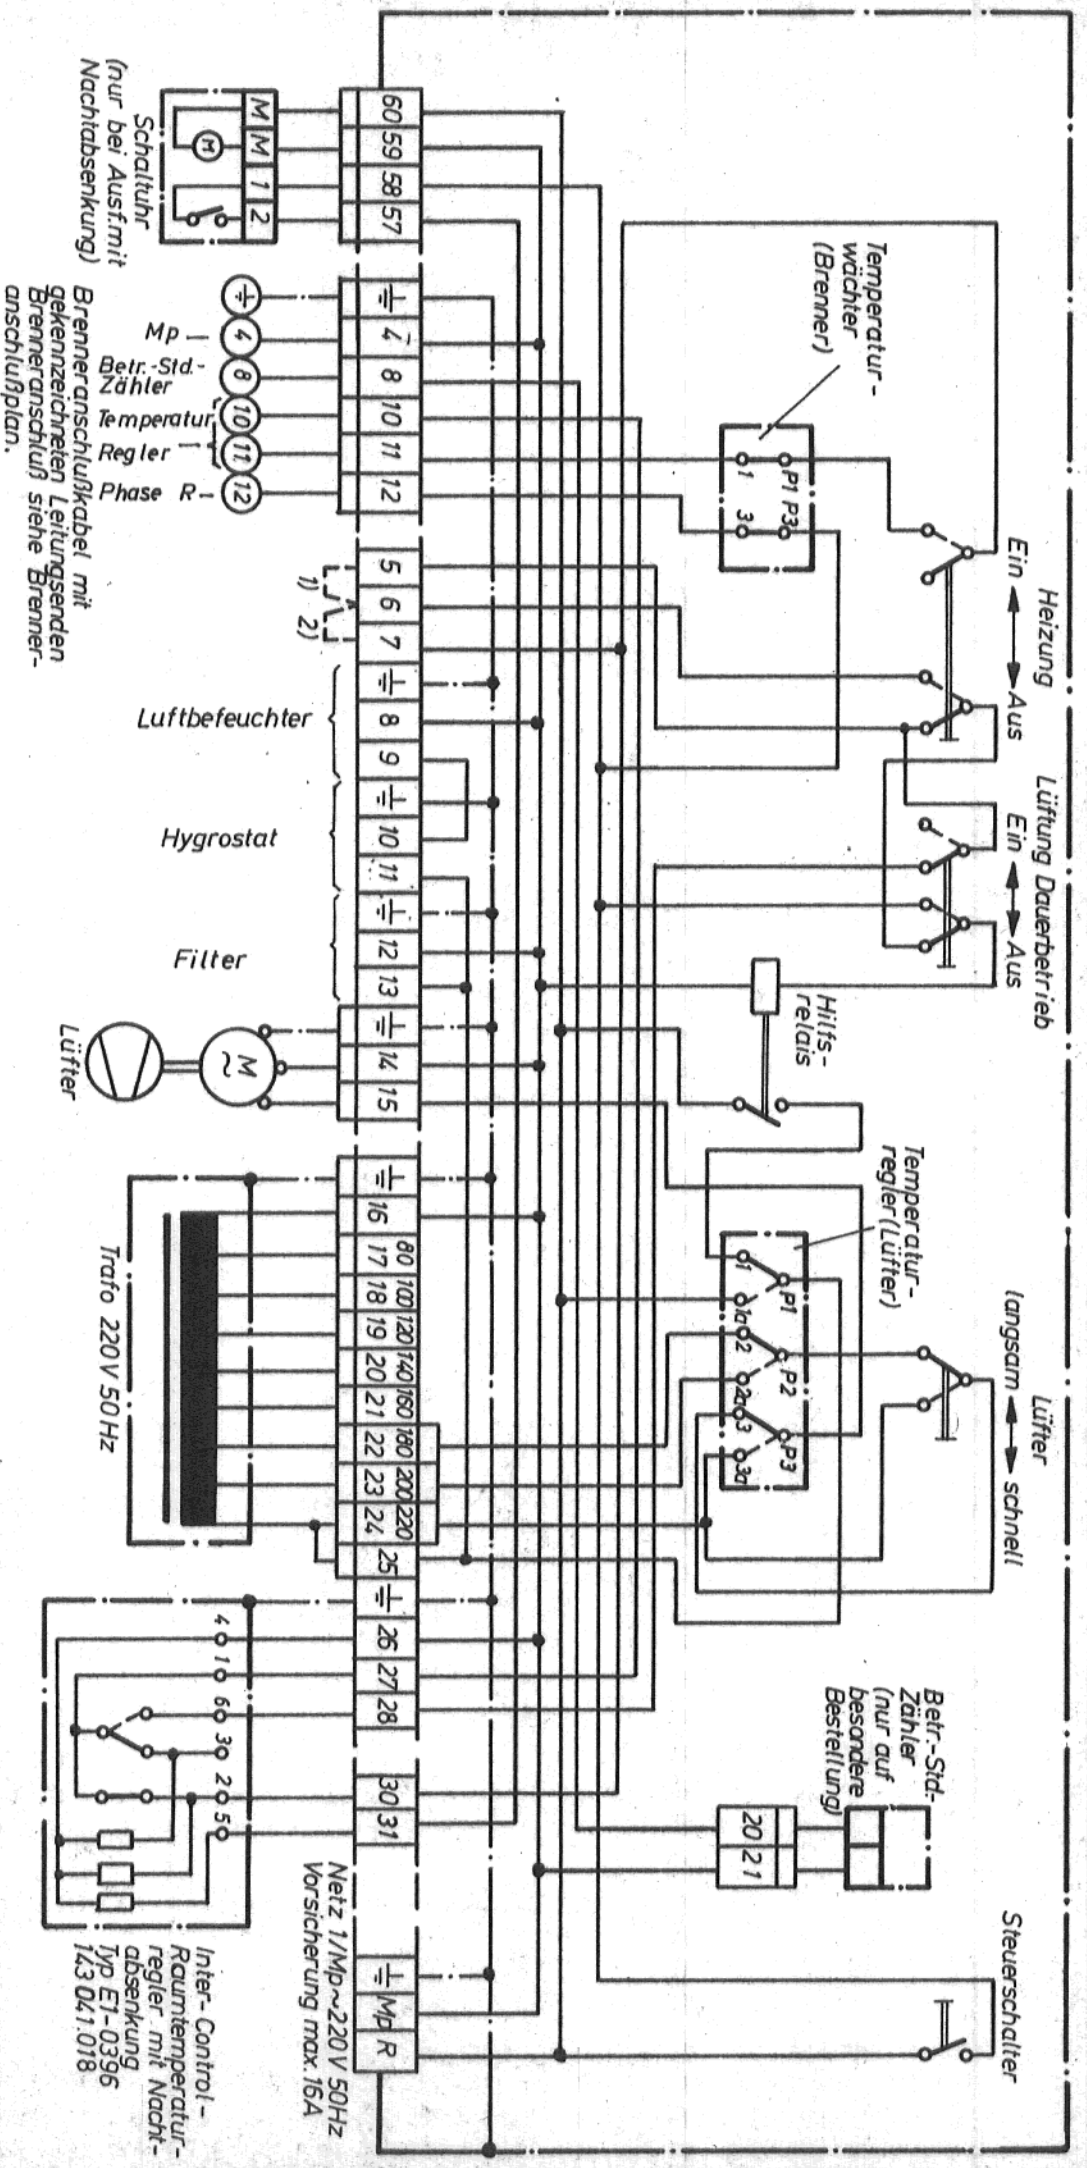 Heizung
Ein Aus
Lüftung Dauerbetrieb
Ein Aus
Lüfter
langsam schnell
Steuerschalter
Temperatur-
wächter
(Brenner)
P1 P3
1 3
Hilfs-
relais
Temperatur-
regler (Lüfter)
P1 P2 P3
1 1a 2 2a 3 3a
Betr.-Std.-
Zähler
(nur auf
besondere
Bestellung)
20 21
60 59 58 57
4 8 10 11 12
5 6 7
8 9
10 11
12 13
14 15
80 100 120 140 160 180 200 220
16 17 18 19 20 21 22 23 24 25
26 27 28
30 31
Mp R
M M 1 2
M
Schaltuhr
(nur bei Ausf. mit
Nachtabsenkung)
4 8 10 11 12
Mp
Betr.-Std.-
Zähler
Temperatur
Regler
Phase R
Brenneranschlußkabel mit
gekennzeichneten Leitungsenden
Brenneranschluß siehe Brenner-
anschlußplan.
1) 2)
Luftbefeuchter
Hygrostat
Filter
M
~
Lüfter
Trafo 220V 50Hz
4 1 6 3 2 5
Netz 1/Mp~220V 50Hz
Vorsicherung max. 16A
Inter-Control-
Raumtemperatur-
regler mit Nacht-
absenkung
Typ E1-0396
143 041.018